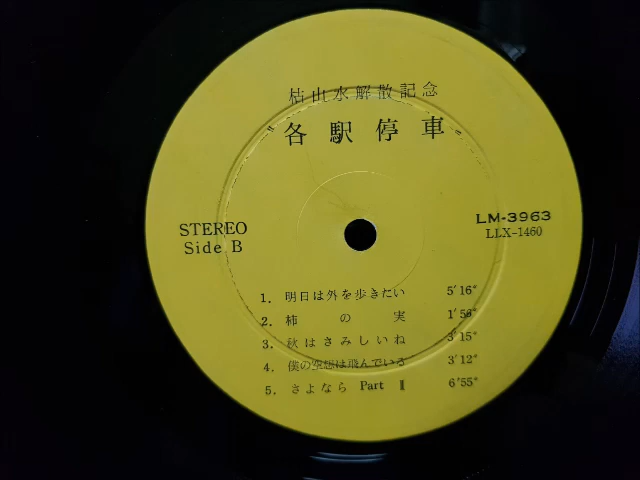 枯山水解散記念
"各駅停車"
STEREO
Side B
LM-3963
LLX-1460
1. 明日は外を歩きたい 5'16"
2. 柿の実 1'56"
3. 秋はさみしいね 3'15"
4. 僕の空想は飛んでいる 3'12"
5. さよなら Part Ⅱ 6'55"